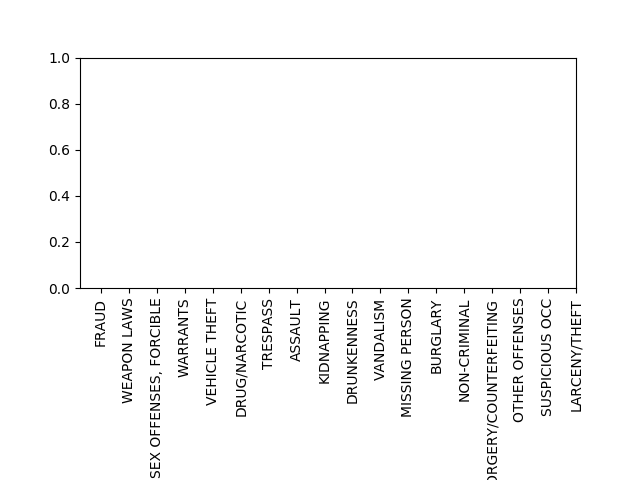 1.0
0.8
0.6
0.4
0.2
0.0
FRAUD
WEAPON LAWS
SEX OFFENSES, FORCIBLE
WARRANTS
VEHICLE THEFT
DRUG/NARCOTIC
TRESPASS
ASSAULT
KIDNAPPING
DRUNKENNESS
VANDALISM
MISSING PERSON
BURGLARY
NON-CRIMINAL
ORGERY/COUNTERFEITING
OTHER OFFENSES
SUSPICIOUS OCC
LARCENY/THEFT